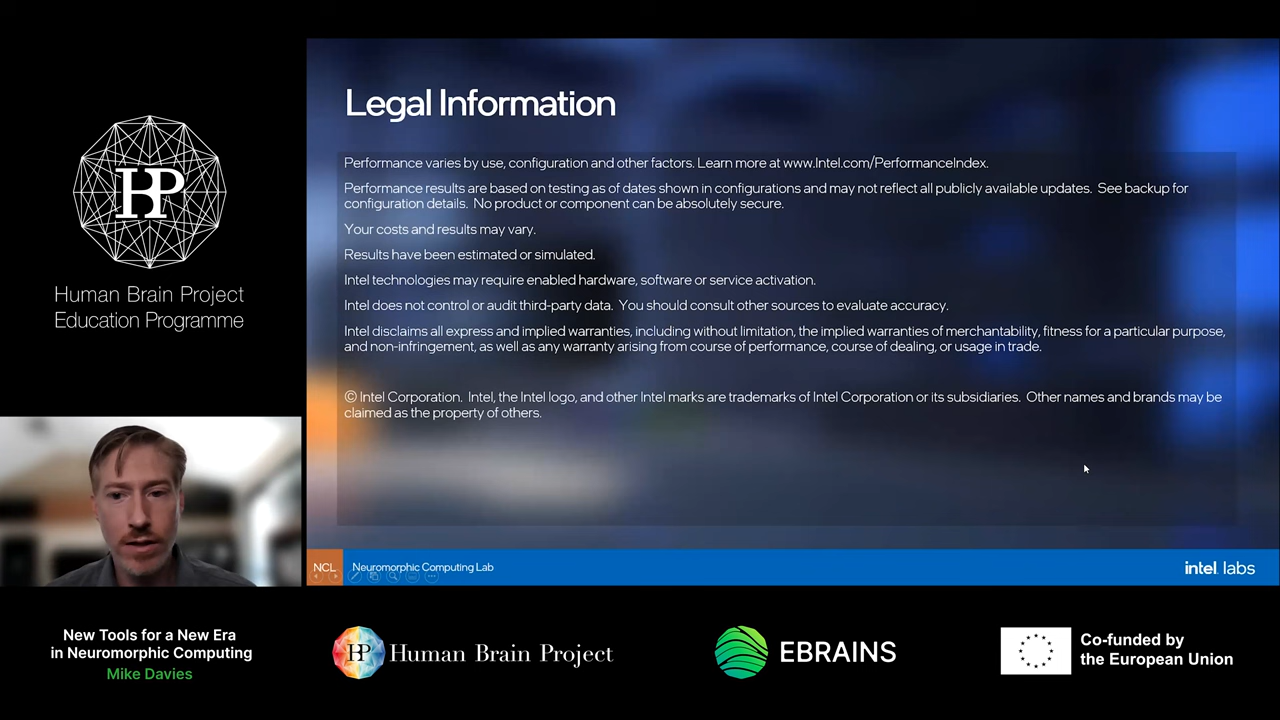 HBP
Human Brain Project
Education Programme
Legal Information
Performance varies by use, configuration and other factors. Learn more at www.Intel.com/PerformanceIndex.
Performance results are based on testing as of dates shown in configurations and may not reflect all publicly available updates. See backup for
configuration details. No product or component can be absolutely secure.
Your costs and results may vary.
Results have been estimated or simulated.
Intel technologies may require enabled hardware, software or service activation.
Intel does not control or audit third-party data. You should consult other sources to evaluate accuracy.
Intel disclaims all express and implied warranties, including without limitation, the implied warranties of merchantability, fitness for a particular purpose,
and non-infringement, as well as any warranty arising from course of performance, course of dealing, or usage in trade.
© Intel Corporation. Intel, the Intel logo, and other Intel marks are trademarks of Intel Corporation or its subsidiaries. Other names and brands may be
claimed as the property of others.
NCL
Neuromorphic Computing Lab
intel. labs
New Tools for a New Era
in Neuromorphic Computing
Mike Davies
HBP
Human Brain Project
EBRAINS
Co-funded by
the European Union